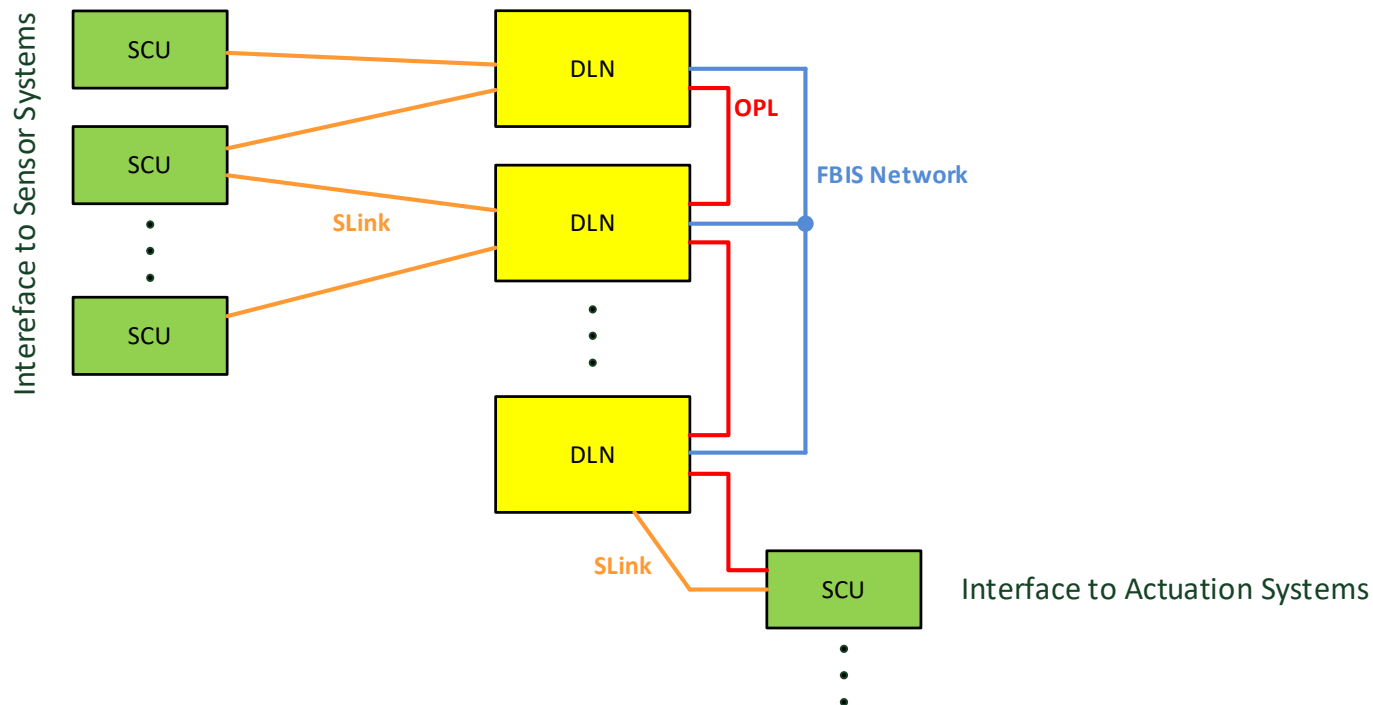 Intereface to Sensor Systems
SCU
DLN
OPL
SCU
FBIS Network
SLink
DLN
SCU
DLN
SLink
SCU
Interface to Actuation Systems